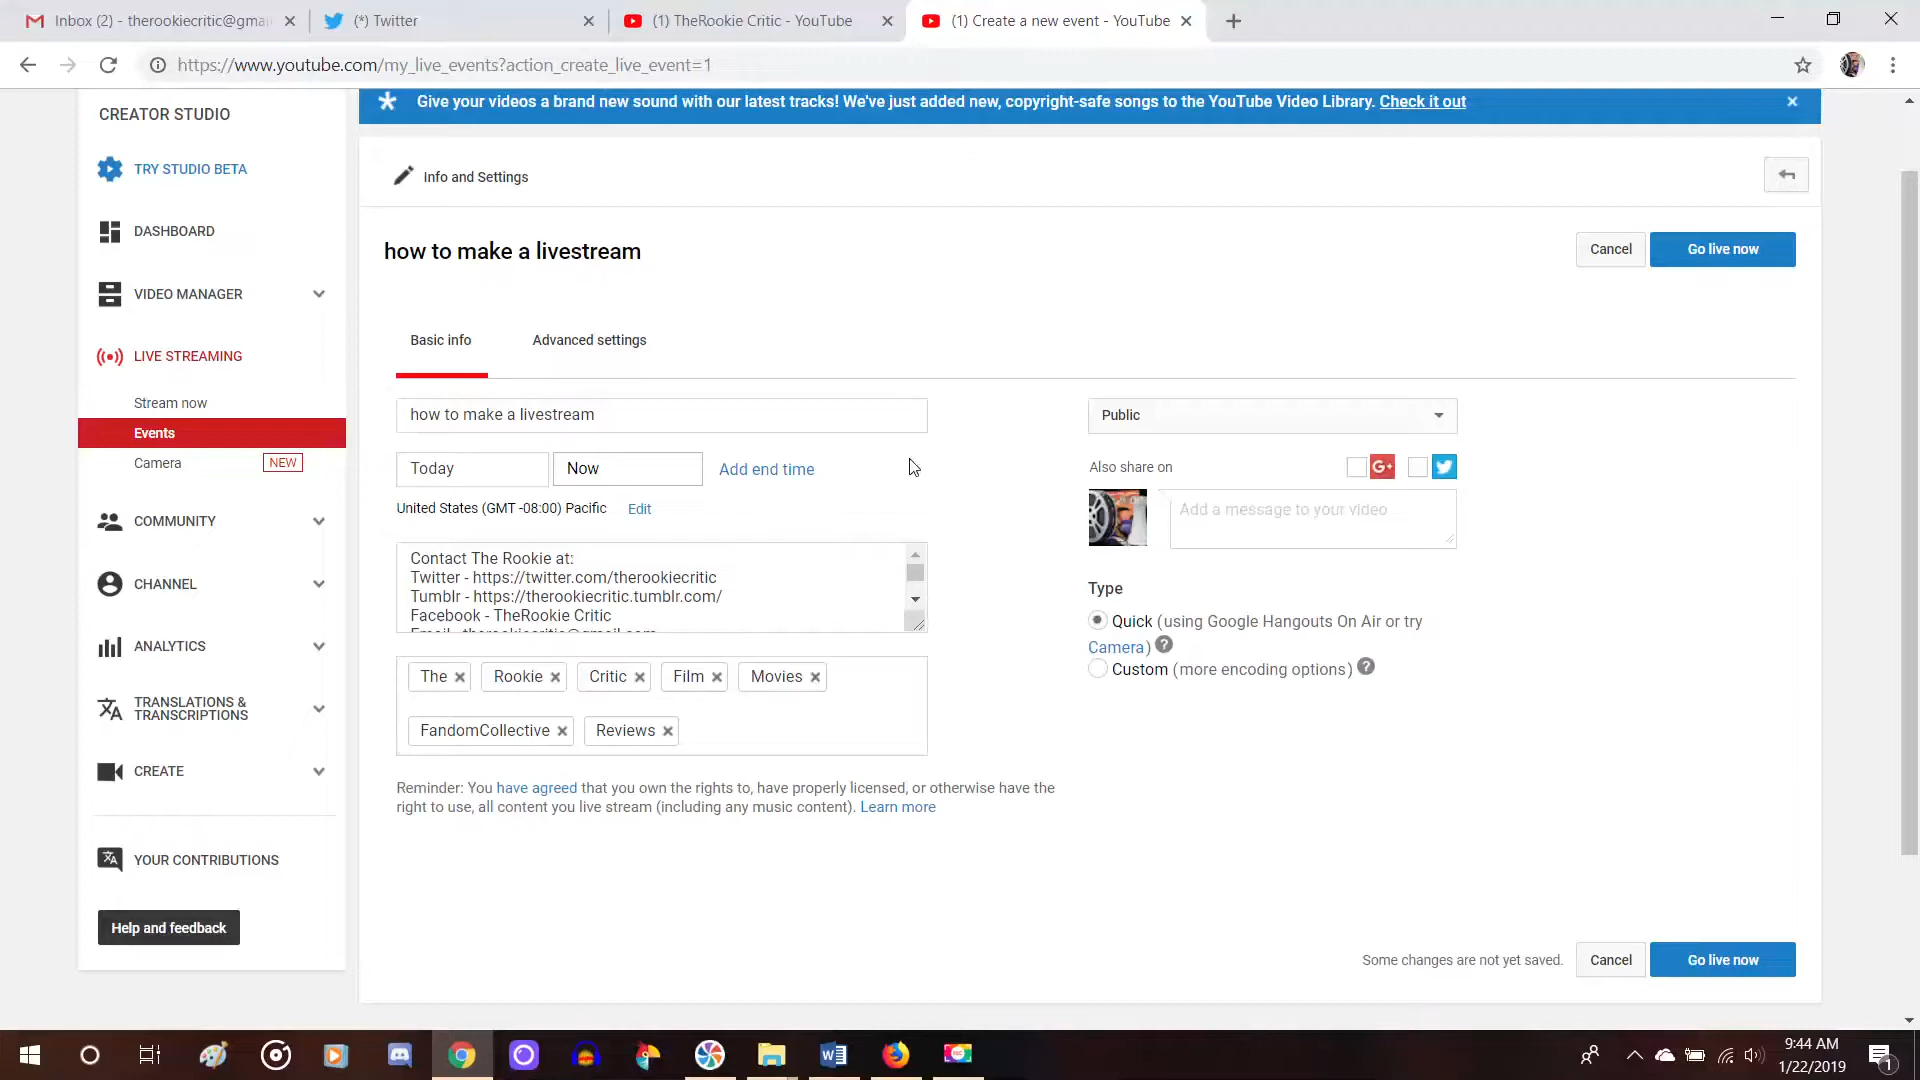 Inbox (2) - therookiecritic@gmai
(*) Twitter
(1) TheRookie Critic - YouTube
(1) Create a new event - YouTube
https://www.youtube.com/my_live_events?action_create_live_event=1
CREATOR STUDIO
Give your videos a brand new sound with our latest tracks! We've just added new, copyright-safe songs to the YouTube Video Library. Check it out
TRY STUDIO BETA
DASHBOARD
VIDEO MANAGER
LIVE STREAMING
Stream now
Events
Camera NEW
COMMUNITY
CHANNEL
ANALYTICS
TRANSLATIONS &
TRANSCRIPTIONS
CREATE
YOUR CONTRIBUTIONS
Help and feedback
Info and Settings
how to make a livestream
Cancel Go live now
Basic info Advanced settings
how to make a livestream
Today Now Add end time
United States (GMT -08:00) Pacific Edit
Contact The Rookie at:
Twitter - https://twitter.com/therookiecritic
Tumblr - https://therookiecritic.tumblr.com/
Facebook - TheRookie Critic
Email - therookiecritic@gmail.com
The Rookie Critic Film Movies
FandomCollective Reviews
Reminder: You have agreed that you own the rights to, have properly licensed, or otherwise have the
right to use, all content you live stream (including any music content). Learn more
Public
Also share on G+
Add a message to your video
Type
Quick (using Google Hangouts On Air or try
Camera) ?
Custom (more encoding options) ?
Some changes are not yet saved. Cancel Go live now
9:44 AM
1/22/2019
1